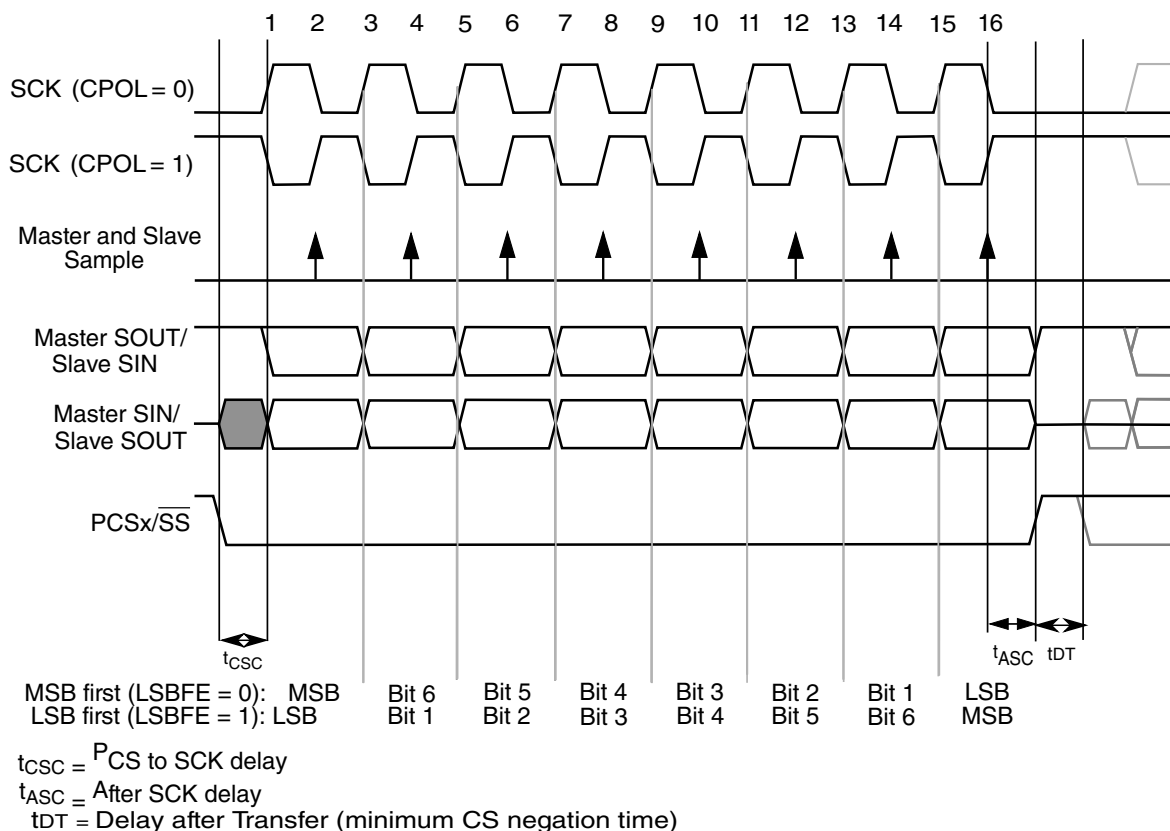 1 2 3 4 5 6 7 8 9 10 11 12 13 14 15 16
SCK (CPOL = 0)
SCK (CPOL = 1)
Master and Slave
Sample
Master SOUT/
Slave SIN
Master SIN/
Slave SOUT
PCSx/SS
tCSC
tASC
tDT
MSB first (LSBFE = 0): MSB Bit 6 Bit 5 Bit 4 Bit 3 Bit 2 Bit 1 LSB
LSB first (LSBFE = 1): LSB Bit 1 Bit 2 Bit 3 Bit 4 Bit 5 Bit 6 MSB
tCSC = PCS to SCK delay
tASC = After SCK delay
tDT = Delay after Transfer (minimum CS negation time)